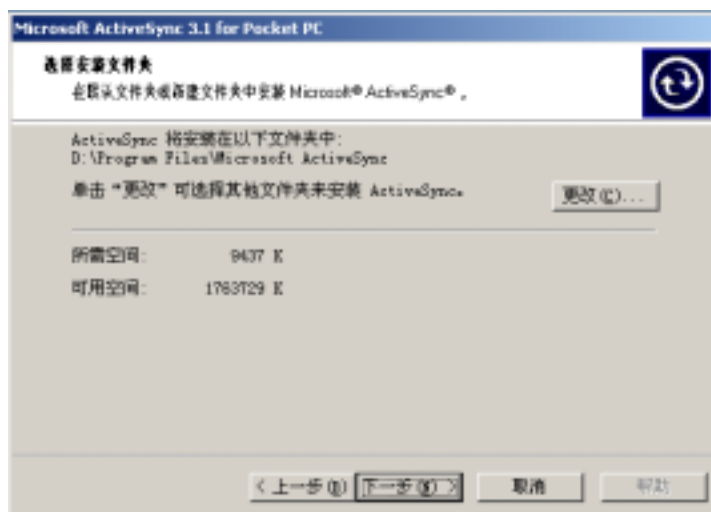 Microsoft ActiveSync 3.1 for Pocket PC
选择安装文件夹
在默认文件夹或新建文件夹中安装 Microsoft® ActiveSync® 。
ActiveSync 将安装在以下文件夹中:
D:\Program Files\Microsoft ActiveSync
单击“更改”可选择其他文件夹来安装 ActiveSync。
更改(C)...
所需空间: 9437 K
可用空间: 1763729 K
< 上一步(B) 下一步(N) > 取消 帮助